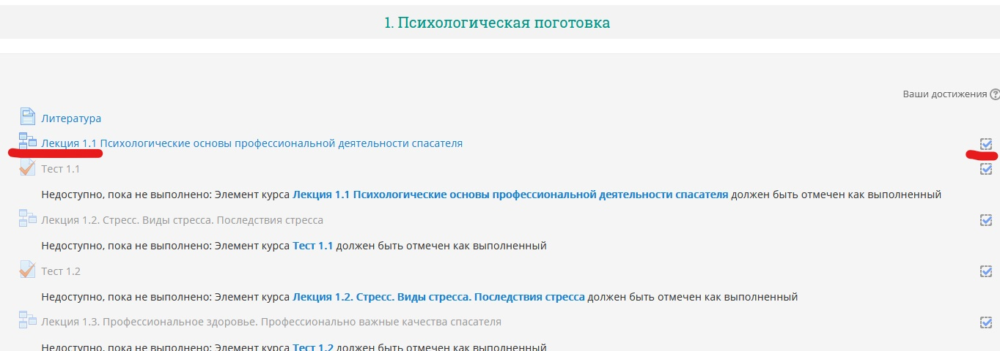 1. Психологическая поготовка
Ваши достижения
Литература
Лекция 1.1 Психологические основы профессиональной деятельности спасателя
Тест 1.1
Недоступно, пока не выполнено: Элемент курса Лекция 1.1 Психологические основы профессиональной деятельности спасателя должен быть отмечен как выполненный
Лекция 1.2. Стресс. Виды стресса. Последствия стресса
Недоступно, пока не выполнено: Элемент курса Тест 1.1 должен быть отмечен как выполненный
Тест 1.2
Недоступно, пока не выполнено: Элемент курса Лекция 1.2. Стресс. Виды стресса. Последствия стресса должен быть отмечен как выполненный
Лекция 1.3. Профессиональное здоровье. Профессионально важные качества спасателя
Недоступно, пока не выполнено: Элемент курса Тест 1.2 должен быть отмечен как выполненный